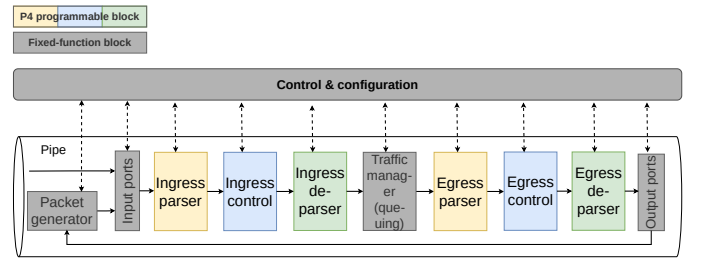 P4 programmable block
Fixed-function block
Control & configuration
Pipe
Packet
generator
Input ports
Ingress
parser
Ingress
control
Ingress
de-
parser
Traffic
manag-
er
(que-
uing)
Egress
parser
Egress
control
Egress
de-
parser
Output ports